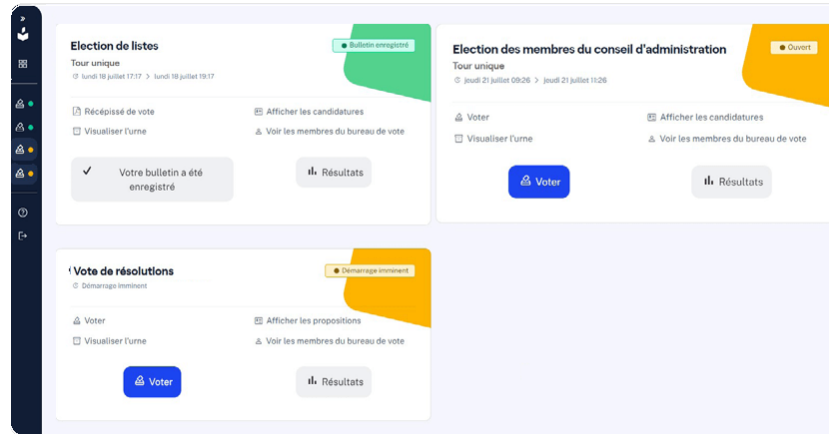 Election de listes
Bulletin enregistré
Tour unique
lundi 18 juillet 17:17 > lundi 18 juillet 19:17
Récépissé de vote
Afficher les candidatures
Visualiser l'urne
Voir les membres du bureau de vote
Votre bulletin a été
enregistré
Résultats
Election des membres du conseil d'administration
Ouvert
Tour unique
jeudi 21 juillet 09:26 > jeudi 21 juillet 11:26
Voter
Afficher les candidatures
Visualiser l'urne
Voir les membres du bureau de vote
Voter
Résultats
Vote de résolutions
Démarrage imminent
Démarrage imminent
Voter
Afficher les propositions
Visualiser l'urne
Voir les membres du bureau de vote
Voter
Résultats